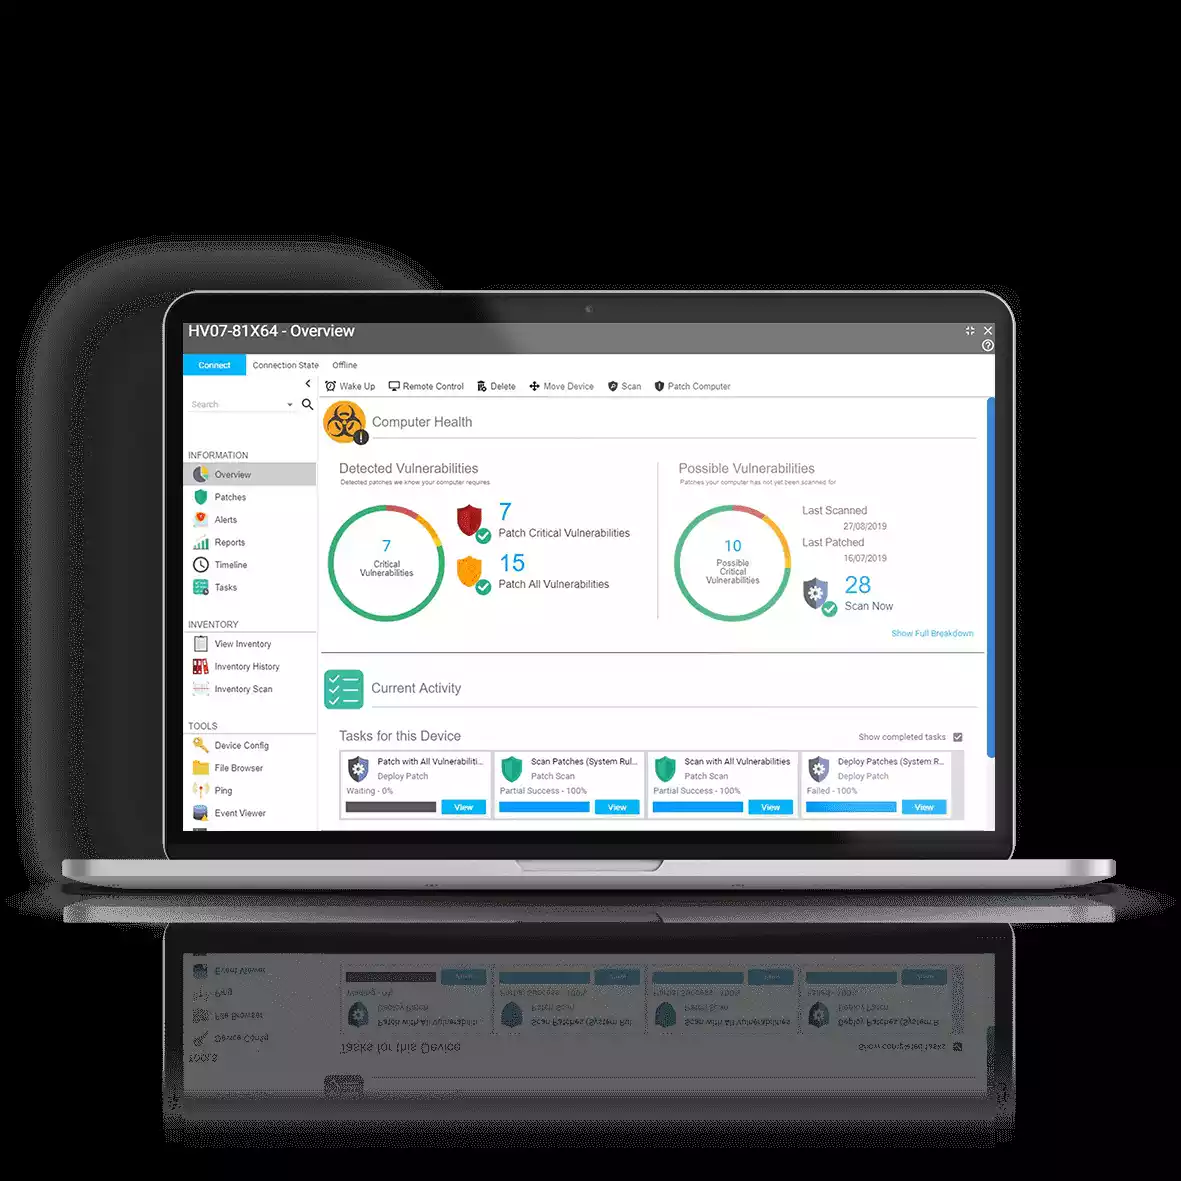 HV07-81X64 - Overview
Connect Connection State Offline
Wake Up Remote Control Delete Move Device Scan Patch Computer
Search
INFORMATION
Overview
Patches
Alerts
Reports
Timeline
Tasks
INVENTORY
View Inventory
Inventory History
Inventory Scan
TOOLS
Device Config
File Browser
Ping
Event Viewer
Computer Health
Detected Vulnerabilities
Detected patches we know your computer requires
7
Critical
Vulnerabilities
7
Patch Critical Vulnerabilities
15
Patch All Vulnerabilities
Possible Vulnerabilities
Patches your computer has not yet been scanned for
10
Possible
Critical
Vulnerabilities
Last Scanned
27/08/2019
Last Patched
16/07/2019
28
Scan Now
Show Full Breakdown
Current Activity
Tasks for this Device
Show completed tasks
Patch with All Vulnerabiliti...
Deploy Patch
Waiting - 0%
View
Scan Patches (System Rul...
Patch Scan
Partial Success - 100%
View
Scan with All Vulnerabilities
Patch Scan
Partial Success - 100%
View
Deploy Patches (System R...
Deploy Patch
Failed - 100%
View